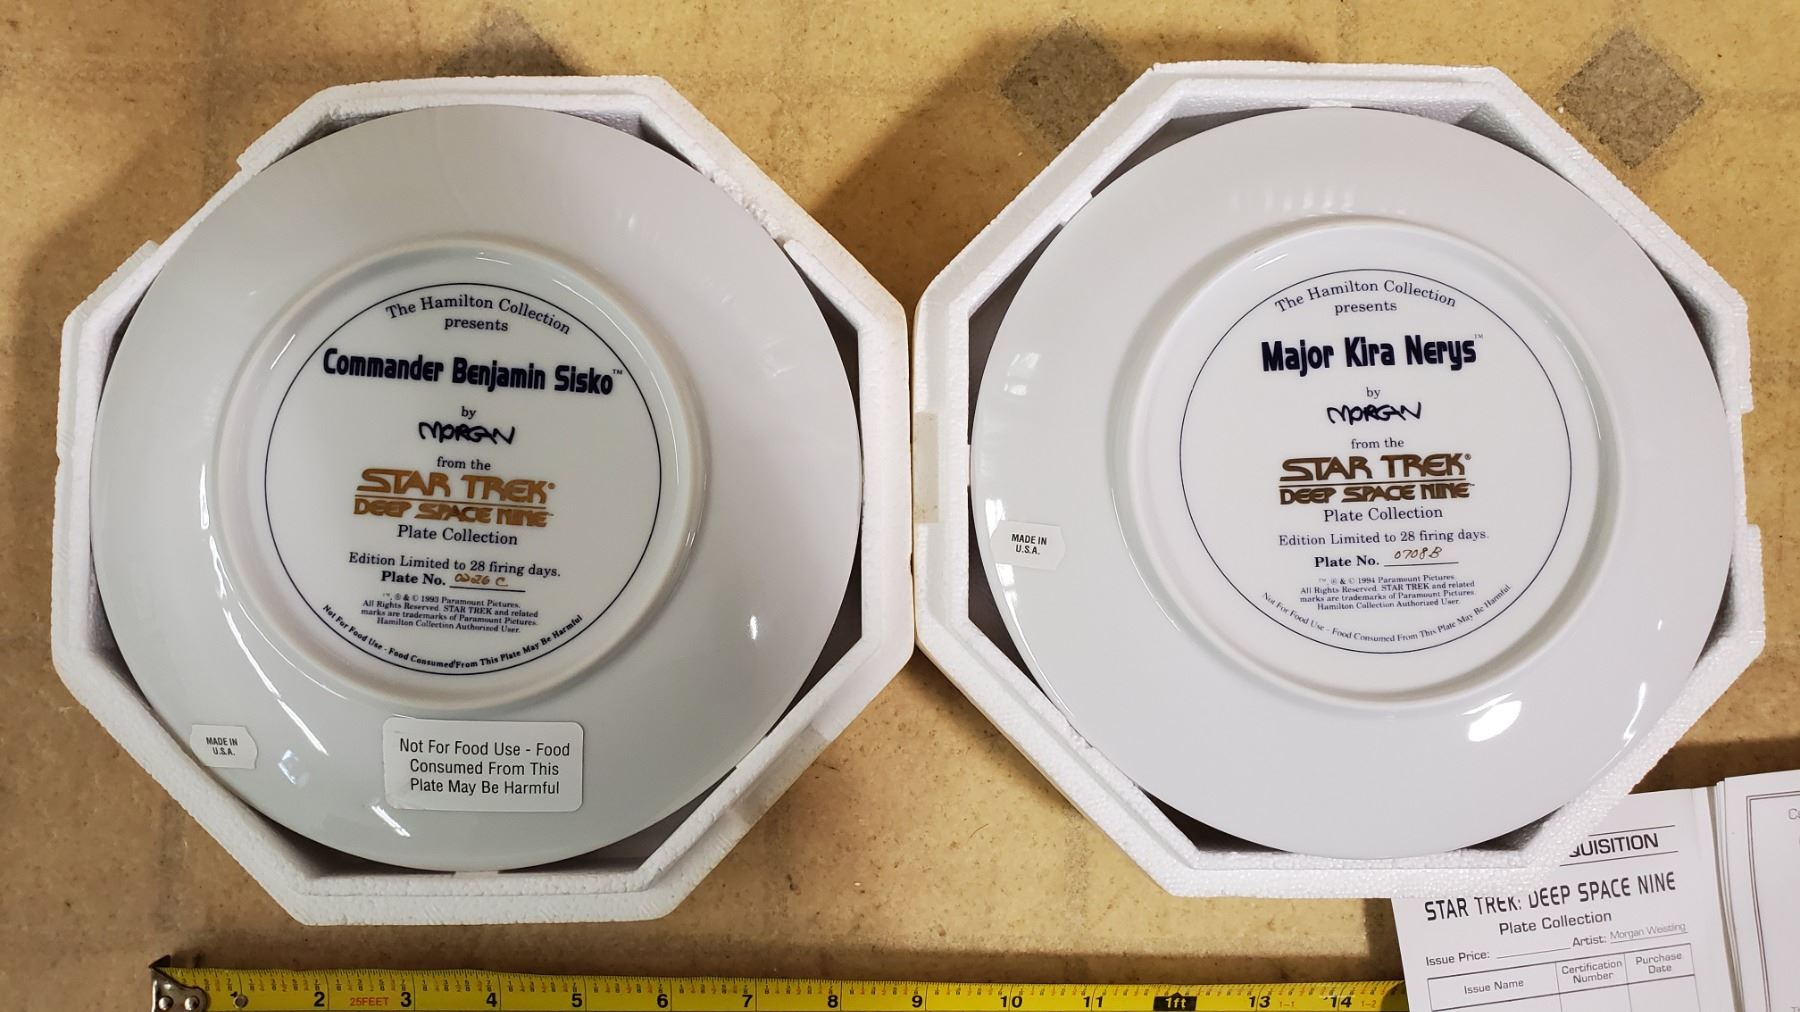 The Hamilton Collection
presents
Commander Benjamin Sisko™
by
MORGAN
from the
STAR TREK®
DEEP SPACE NINE™
Plate Collection
Edition Limited to 28 firing days.
Plate No. 0226 C
™, ® & © 1993 Paramount Pictures.
All Rights Reserved. STAR TREK and related
marks are trademarks of Paramount Pictures.
Hamilton Collection Authorized User.
Not For Food Use - Food Consumed From This Plate May Be Harmful
MADE IN
U.S.A.
Not For Food Use - Food
Consumed From This
Plate May Be Harmful
The Hamilton Collection
presents
Major Kira Nerys™
by
MORGAN
from the
STAR TREK®
DEEP SPACE NINE™
Plate Collection
Edition Limited to 28 firing days.
Plate No. 0708B
™, ® & © 1994 Paramount Pictures.
All Rights Reserved. STAR TREK and related
marks are trademarks of Paramount Pictures.
Hamilton Collection Authorized User.
Not For Food Use - Food Consumed From This Plate May Be Harmful
MADE IN
U.S.A.
UISITION
STAR TREK: DEEP SPACE NINE
Plate Collection
Issue Price: Artist: Morgan Weistling
Issue Name
Certification
Number
Purchase
Date
2 25FEET 3 4 5 6 7 8 9 10 11 1ft 13 1-1 14 1-2